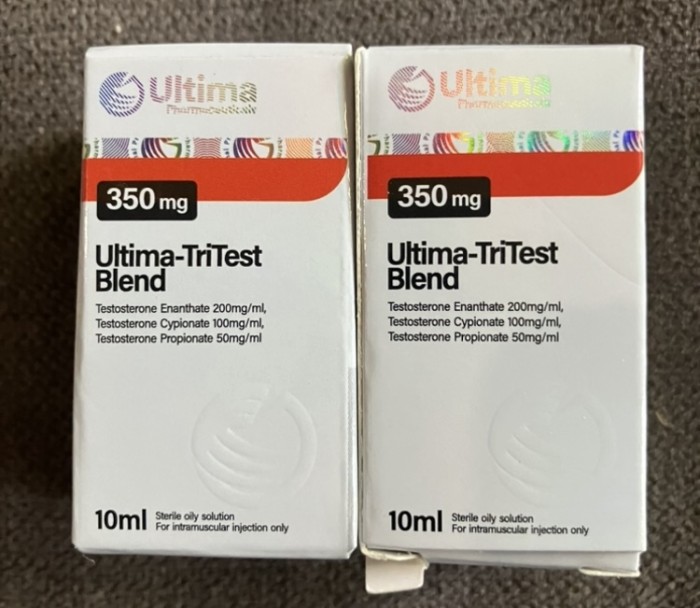 Ultima
Pharmaceuticals
350 mg
Ultima-TriTest
Blend
Testosterone Enanthate 200mg/ml,
Testosterone Cypionate 100mg/ml,
Testosterone Propionate 50mg/ml
10ml
Sterile oily solution
For intramuscular injection only
Ultima
Pharmaceuticals
350 mg
Ultima-TriTest
Blend
Testosterone Enanthate 200mg/ml,
Testosterone Cypionate 100mg/ml,
Testosterone Propionate 50mg/ml
10ml
Sterile oily solution
For intramuscular injection only